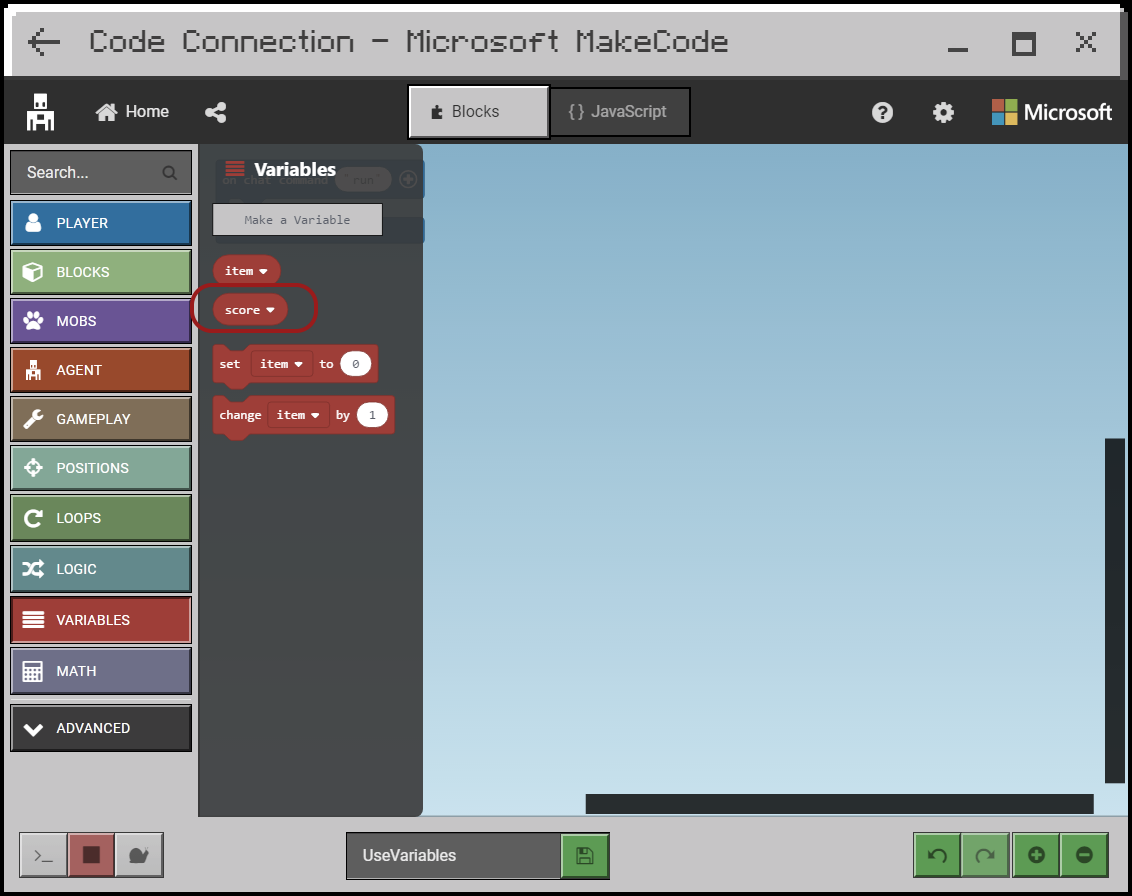 Code Connection - Microsoft MakeCode
Home
Blocks
{} JavaScript
Microsoft
Search...
PLAYER
BLOCKS
MOBS
AGENT
GAMEPLAY
POSITIONS
LOOPS
LOGIC
VARIABLES
MATH
ADVANCED
Variables
on chat command "run"
Make a Variable
item
score
set item to 0
change item by 1
>_
UseVariables